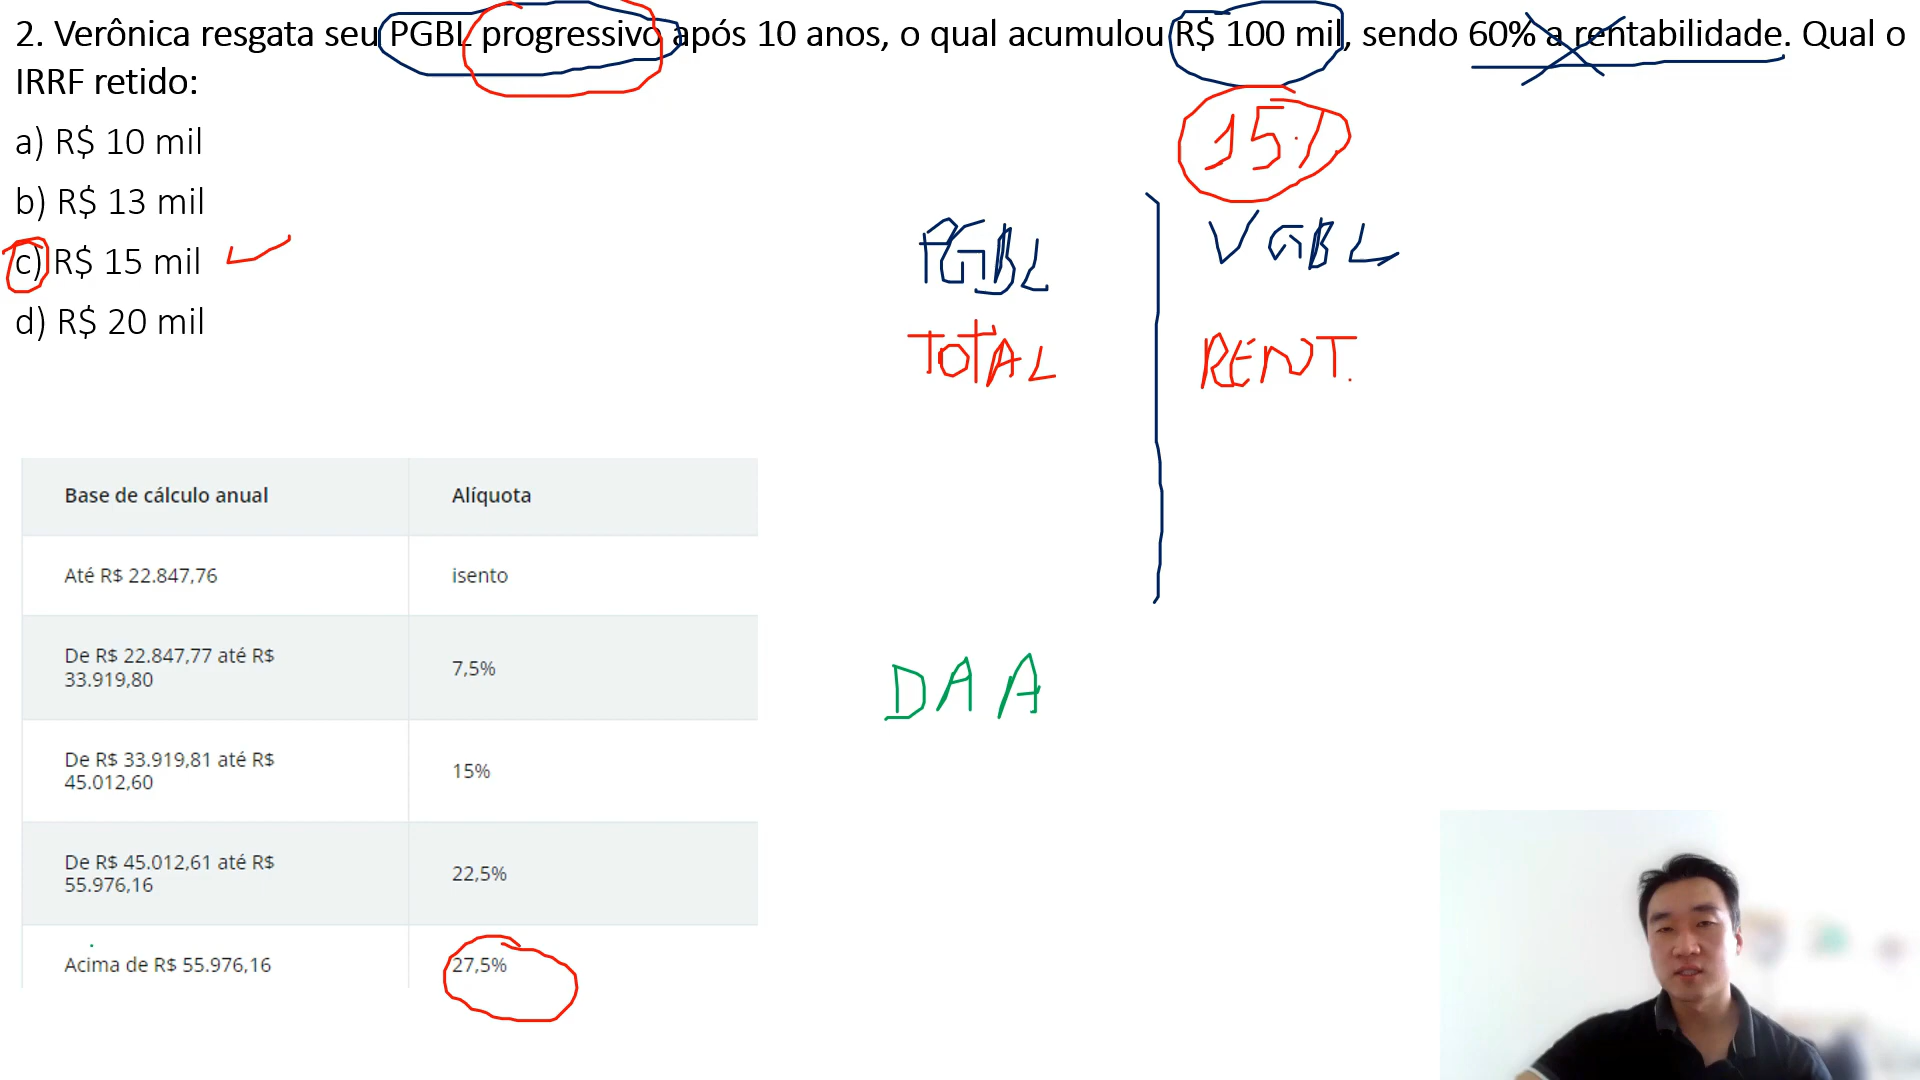 2. Verônica resgata seu PGBL progressivo após 10 anos, o qual acumulou R$ 100 mil, sendo 60% a rentabilidade. Qual o
IRRF retido:
a) R$ 10 mil
15%
b) R$ 13 mil
PGBL VGBL
c) R$ 15 mil
d) R$ 20 mil
TOTAL RENT.
Base de cálculo anual Alíquota
Até R$ 22.847,76 isento
De R$ 22.847,77 até R$
33.919,80
7,5%
DAA
De R$ 33.919,81 até R$
45.012,60
15%
De R$ 45.012,61 até R$
55.976,16
22,5%
Acima de R$ 55.976,16 27,5%